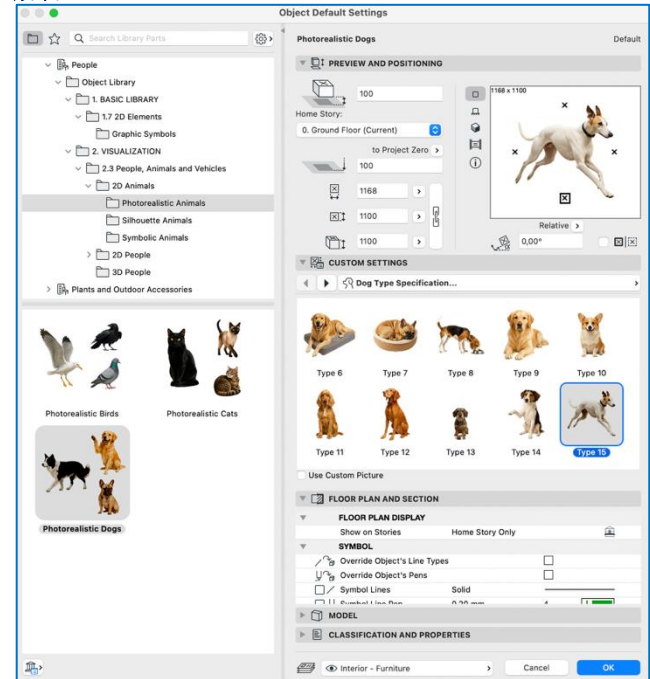 Object Default Settings
Search Library Parts
People
Object Library
1. BASIC LIBRARY
1.7 2D Elements
Graphic Symbols
2. VISUALIZATION
2.3 People, Animals and Vehicles
2D Animals
Photorealistic Animals
Silhouette Animals
Symbolic Animals
2D People
3D People
Plants and Outdoor Accessories
Photorealistic Birds
Photorealistic Cats
Photorealistic Dogs
Photorealistic Dogs
Default
PREVIEW AND POSITIONING
100
Home Story:
0. Ground Floor (Current)
to Project Zero
100
1168
1100
1100
1168 x 1100
Relative
0,00°
CUSTOM SETTINGS
Dog Type Specification...
Type 6
Type 7
Type 8
Type 9
Type 10
Type 11
Type 12
Type 13
Type 14
Type 15
Use Custom Picture
FLOOR PLAN AND SECTION
FLOOR PLAN DISPLAY
Show on Stories
Home Story Only
SYMBOL
Override Object's Line Types
Override Object's Pens
Symbol Lines
Solid
Symbol Line Pen
0.20 mm
4
MODEL
CLASSIFICATION AND PROPERTIES
Interior - Furniture
Cancel
OK